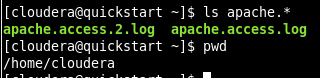 [cloudera@quickstart ~]$ ls apache.*
apache.access.2.log  apache.access.log
[cloudera@quickstart ~]$ pwd
/home/cloudera